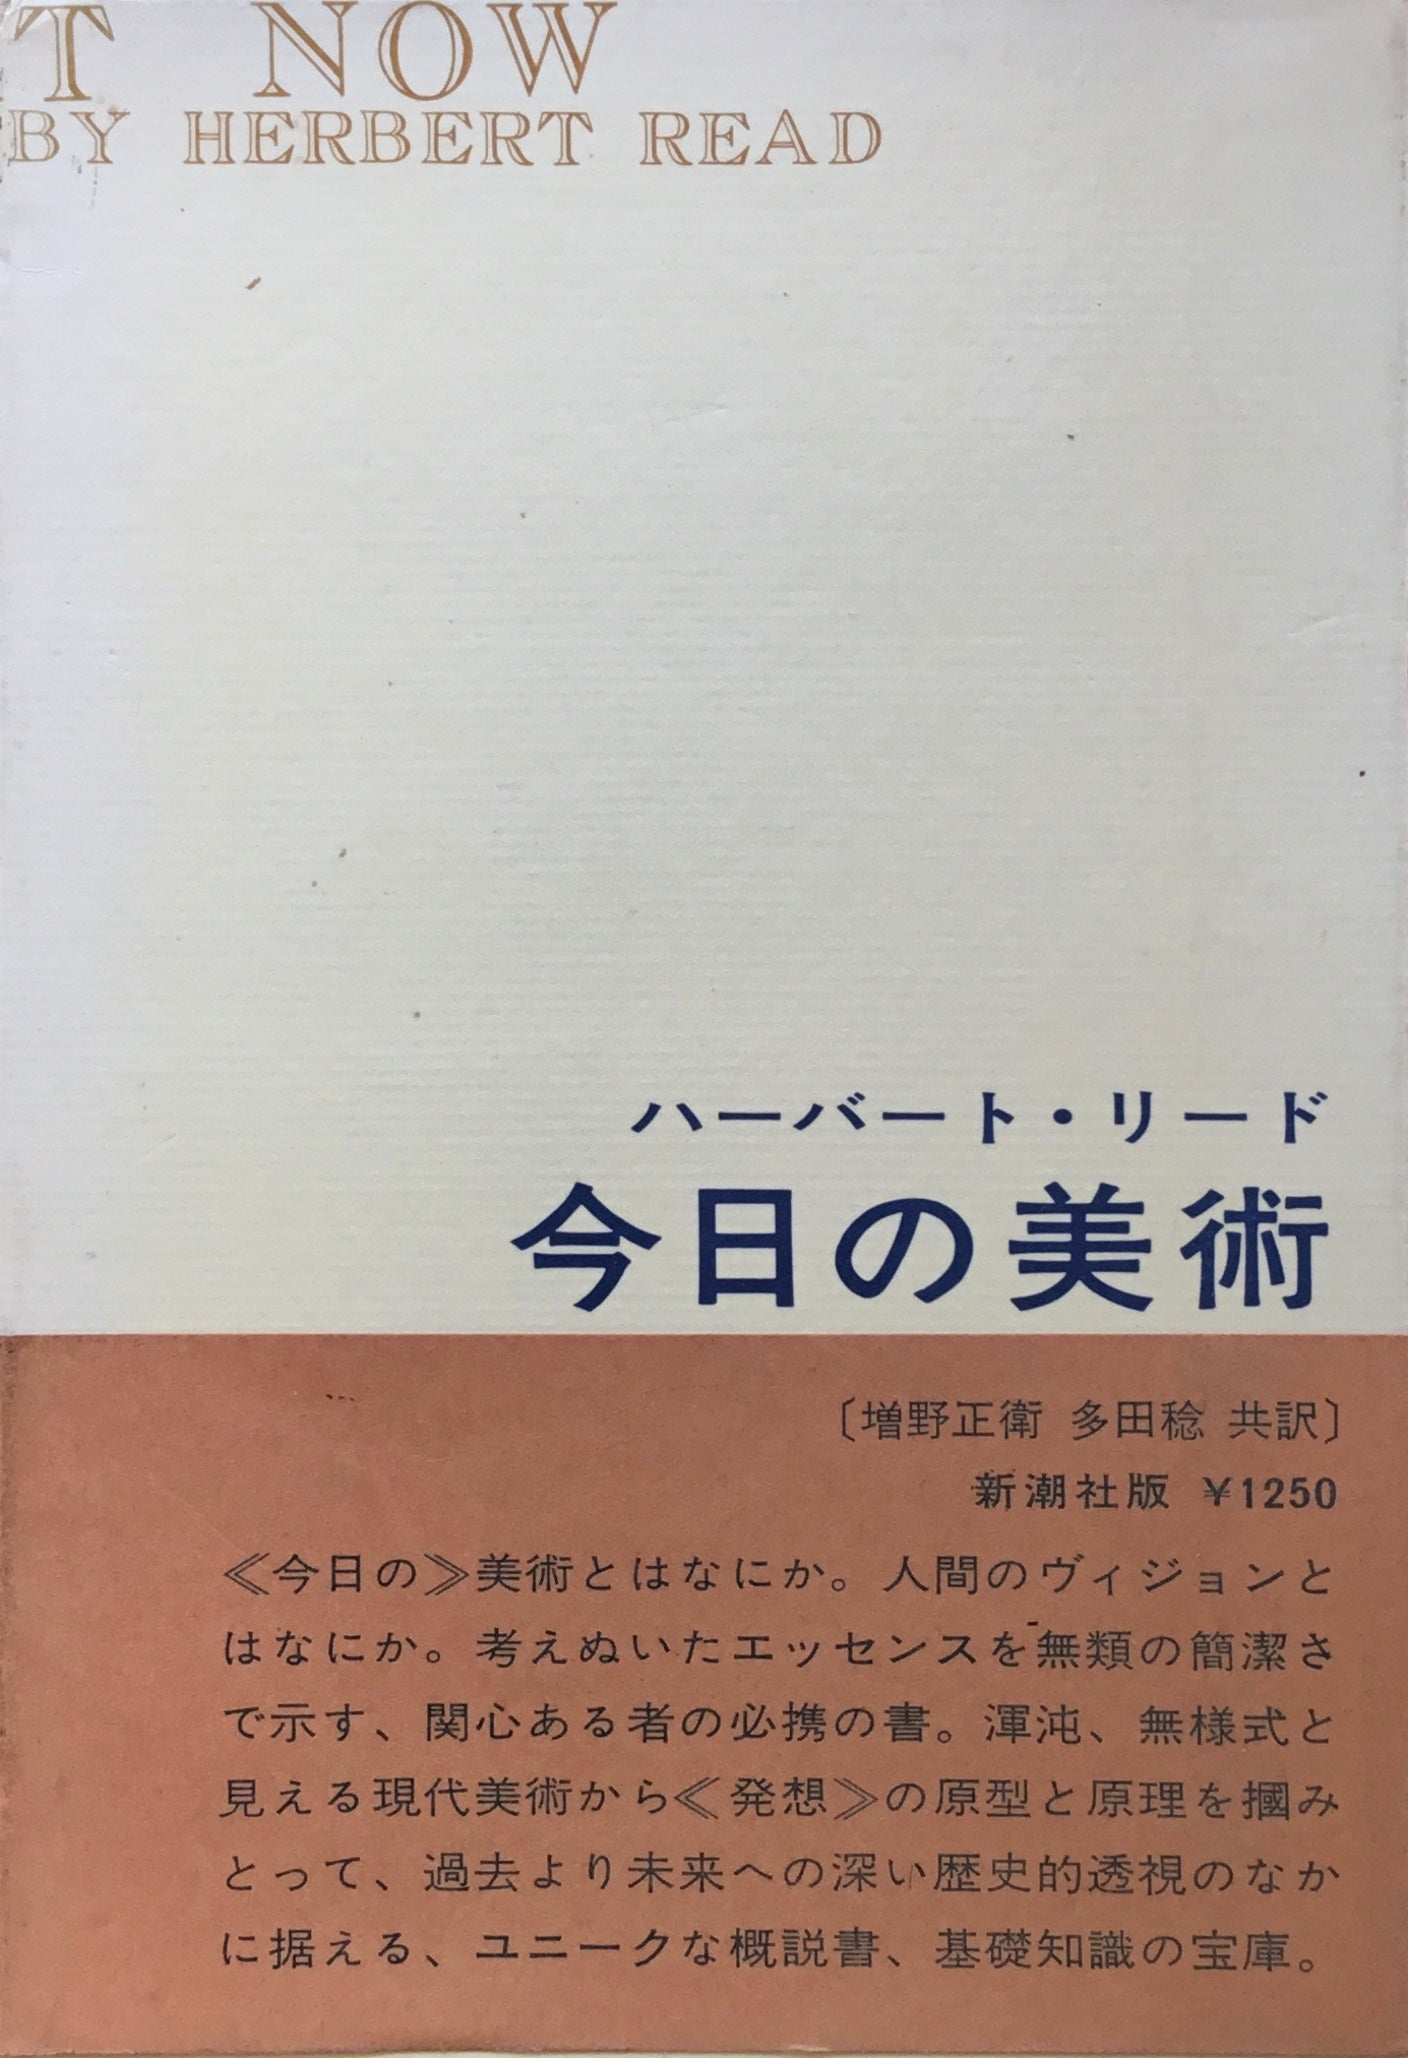 T NOW
BY HERBERT READ
ハーバート・リード
今日の美術
〔増野正衛 多田稔 共訳〕
新潮社版 ¥1250
≪今日の≫美術とはなにか。人間のヴィジョンと
はなにか。考えぬいたエッセンスを無類の簡潔さ
で示す、関心ある者の必携の書。渾沌、無様式と
見える現代美術から≪発想≫の原型と原理を摑み
とって、過去より未来への深い歴史的透視のなか
に据える、ユニークな概説書、基礎知識の宝庫。